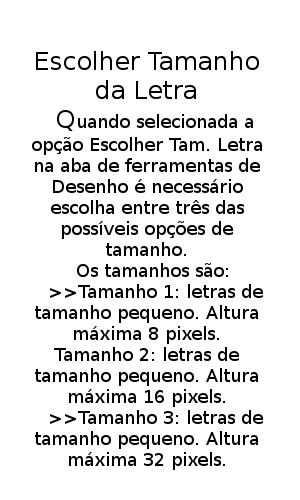 Escolher Tamanho
da Letra
Quando selecionada a
opção Escolher Tam. Letra
na aba de ferramentas de
Desenho é necessário
escolha entre três das
possíveis opções de
tamanho.
Os tamanhos são:
>>Tamanho 1: letras de
tamanho pequeno. Altura
máxima 8 pixels.
Tamanho 2: letras de
tamanho pequeno. Altura
máxima 16 pixels.
>>Tamanho 3: letras de
tamanho pequeno. Altura
máxima 32 pixels.